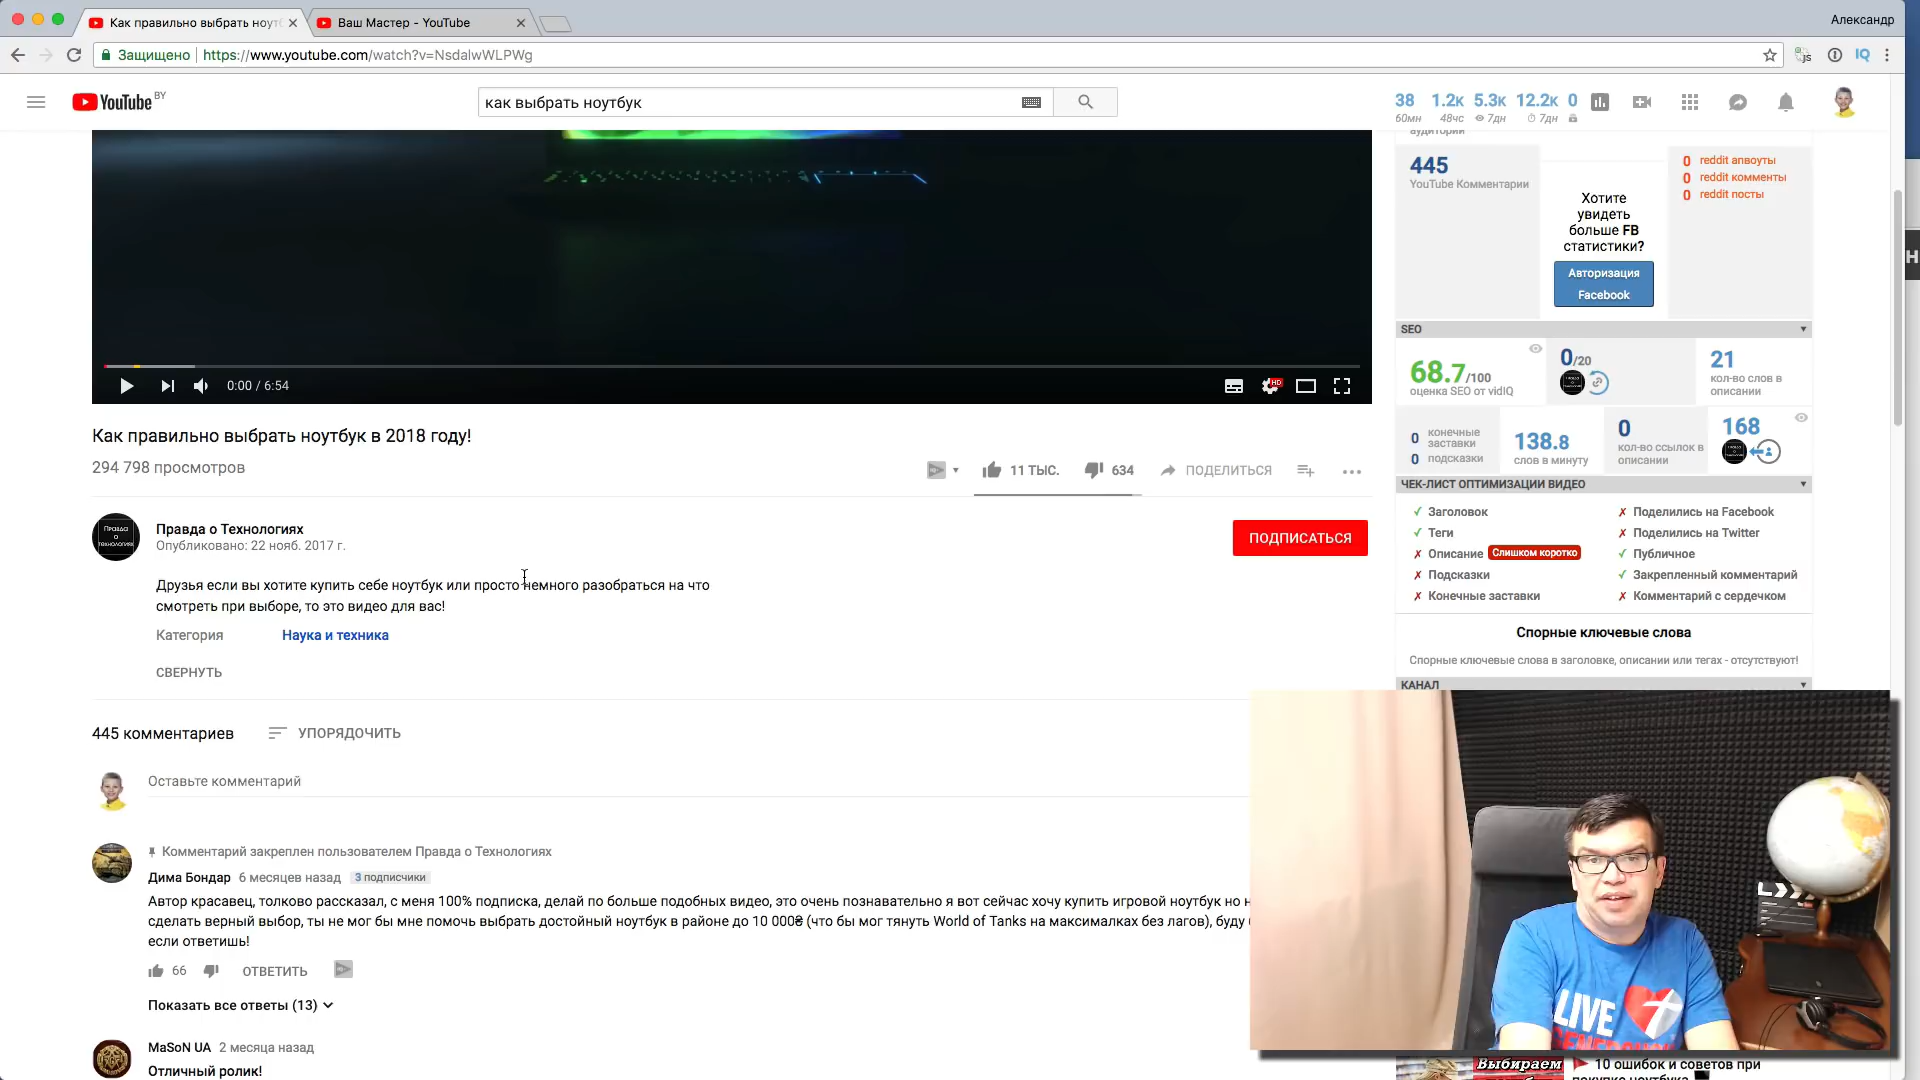 Как правильно выбрать ноутб
Ваш Мастер - YouTube
Александр
Защищено
https://www.youtube.com/watch?v=NsdalwWLPWg
IQ
YouTube BY
как выбрать ноутбук
38 1.2к 5.3к 12.2к 0
60мн 48чс 7дн 7дн
аудитории
445
YouTube Комментарии
Хотите
увидеть
больше FB
статистики?
Авторизация
Facebook
0 reddit апвоуты
0 reddit комменты
0 reddit посты
SEO
68.7/100
оценка SEO от vidIQ
0/20
21
кол-во слов в
описании
0 конечные
заставки
0 подсказки
138.8
слов в минуту
0
кол-во ссылок в
описании
168
ЧЕК-ЛИСТ ОПТИМИЗАЦИИ ВИДЕО
✓ Заголовок
✓ Теги
✗ Описание Слишком коротко
✗ Подсказки
✗ Конечные заставки
✗ Поделились на Facebook
✗ Поделились на Twitter
✓ Публичное
✓ Закрепленный комментарий
✗ Комментарий с сердечком
Спорные ключевые слова
Спорные ключевые слова в заголовке, описании или тегах - отсутствуют!
КАНАЛ
0:00 / 6:54
HD
Как правильно выбрать ноутбук в 2018 году!
294 798 просмотров
11 ТЫС.
634
ПОДЕЛИТЬСЯ
Правда о Технологиях
Опубликовано: 22 нояб. 2017 г.
ПОДПИСАТЬСЯ
Друзья если вы хотите купить себе ноутбук или просто немного разобраться на что
смотреть при выборе, то это видео для вас!
Категория
Наука и техника
СВЕРНУТЬ
445 комментариев
УПОРЯДОЧИТЬ
Оставьте комментарий
Комментарий закреплен пользователем Правда о Технологиях
Дима Бондар 6 месяцев назад 3 подписчики
Автор красавец, толково рассказал, с меня 100% подписка, делай по больше подобных видео, это очень познавательно я вот сейчас хочу купить игровой ноутбук но н
сделать верный выбор, ты не мог бы мне помочь выбрать достойный ноутбук в районе до 10 000₴ (что бы мог тянуть World of Tanks на максималках без лагов), буду
если ответишь!
66
ОТВЕТИТЬ
Показать все ответы (13)
MaSoN UA 2 месяца назад
Отличный ролик!
LIVE
Выбираем
10 ошибок и советов при
покупке ноутбука